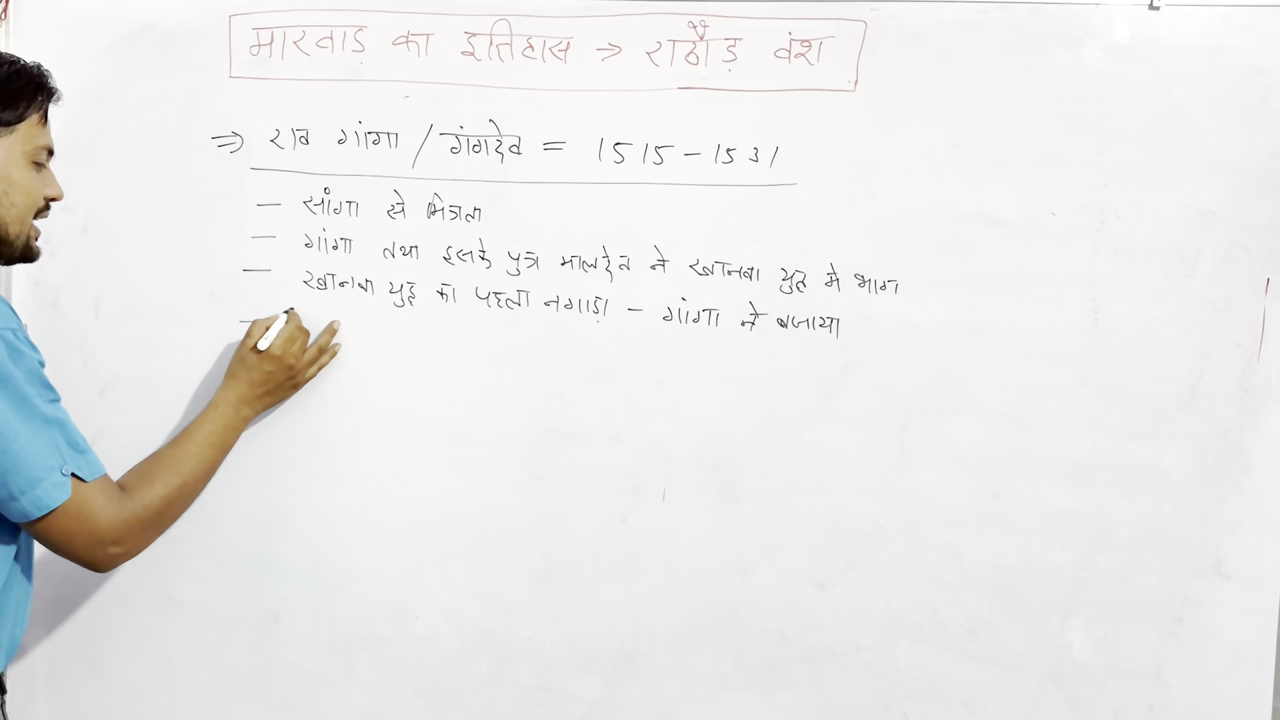 मारवाड़ का इतिहास → राठौड़ वंश
⇒ राव गांगा / गंगदेव = 1515 - 1531
— सांगा से मित्रता
— गांगा तथा इसके पुत्र मालदेव ने खानवा युद्ध मे भाग
— खानवा युद्ध का पहला नगाड़ा - गांगा ने बजाया
—